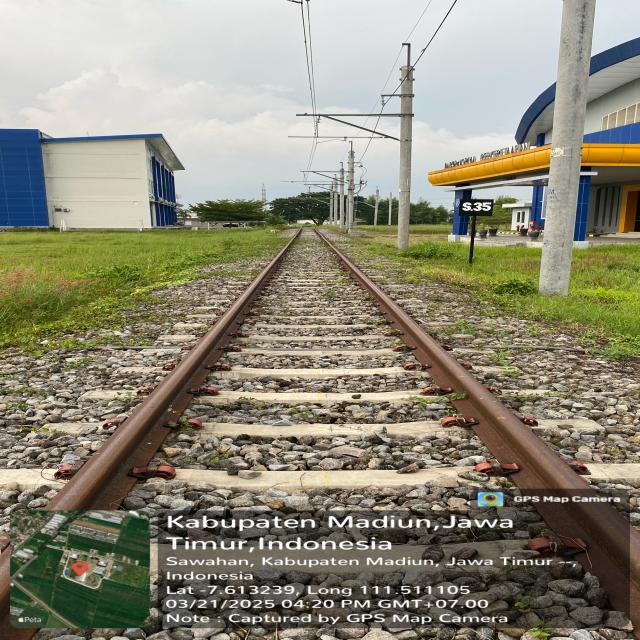 S.35
GPS Map Camera
Kabupaten Madiun,Jawa
Timur,Indonesia
Sawahan, Kabupaten Madiun, Jawa Timur --,
Indonesia
Lat -7.613239, Long 111.511105
03/21/2025 04:20 PM GMT+07:00
Note : Captured by GPS Map Camera
Peta